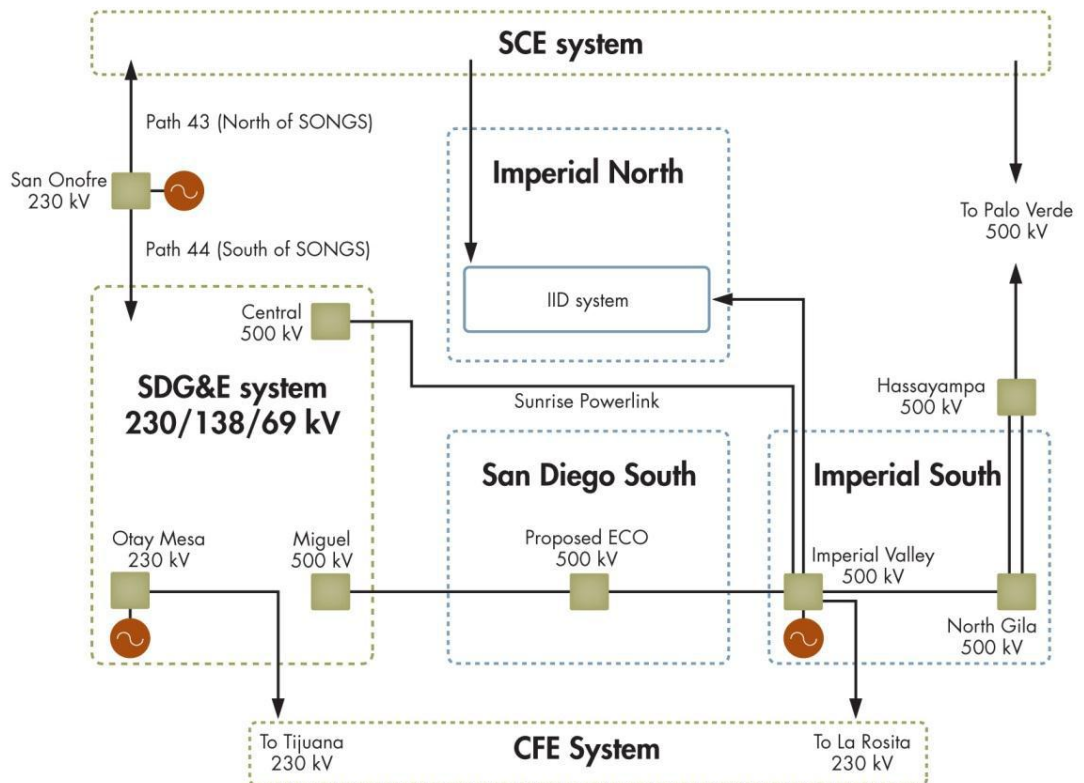 SCE system
Path 43 (North of SONGS)
San Onofre
230 kV
Path 44 (South of SONGS)
Imperial North
IID system
To Palo Verde
500 kV
Central
500 kV
SDG&E system
230/138/69 kV
Sunrise Powerlink
Hassayampa
500 kV
San Diego South
Imperial South
Otay Mesa
230 kV
Miguel
500 kV
Proposed ECO
500 kV
Imperial Valley
500 kV
North Gila
500 kV
To Tijuana
230 kV
CFE System
To La Rosita
230 kV